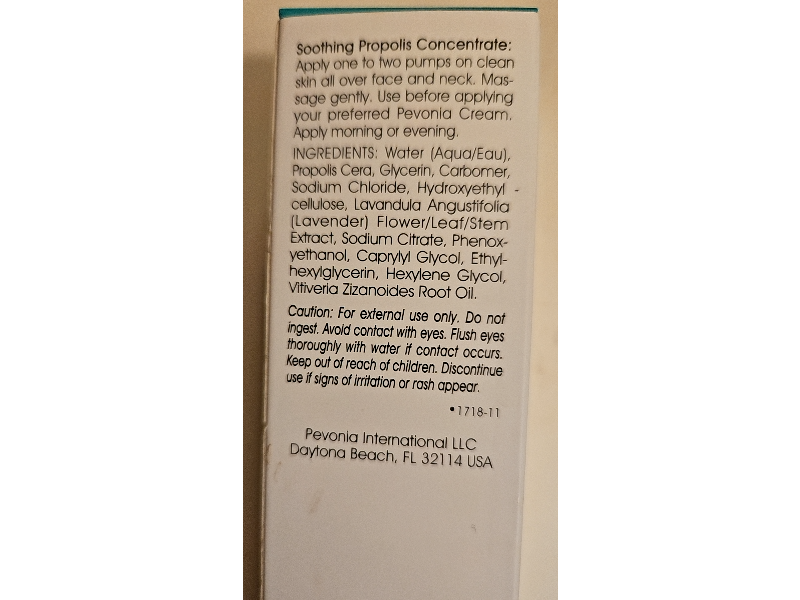 Soothing Propolis Concentrate:
Apply one to two pumps on clean
skin all over face and neck. Mas-
sage gently. Use before applying
your preferred Pevonia Cream.
Apply morning or evening.
INGREDIENTS: Water (Aqua/Eau),
Propolis Cera, Glycerin, Carbomer,
Sodium Chloride, Hydroxyethyl -
cellulose, Lavandula Angustifolia
(Lavender) Flower/Leaf/Stem
Extract, Sodium Citrate, Phenox-
yethanol, Caprylyl Glycol, Ethyl-
hexylglycerin, Hexylene Glycol,
Vitiveria Zizanoides Root Oil.
Caution: For external use only. Do not
ingest. Avoid contact with eyes. Flush eyes
thoroughly with water if contact occurs.
Keep out of reach of children. Discontinue
use if signs of irritation or rash appear.
•1718-11
Pevonia International LLC
Daytona Beach, FL 32114 USA